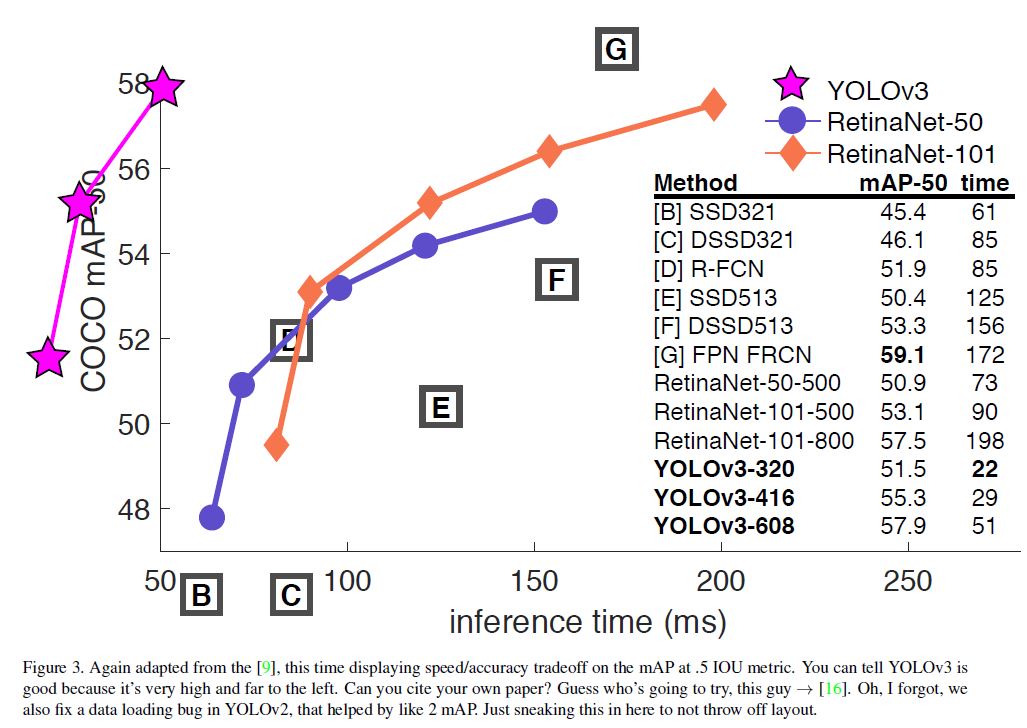 G
58
56
54
52
50
48
COCO mAP-50
D
E
F
50
100
150
200
250
B
C
inference time (ms)
YOLOv3
RetinaNet-50
RetinaNet-101
Method mAP-50 time
[B] SSD321 45.4 61
[C] DSSD321 46.1 85
[D] R-FCN 51.9 85
[E] SSD513 50.4 125
[F] DSSD513 53.3 156
[G] FPN FRCN 59.1 172
RetinaNet-50-500 50.9 73
RetinaNet-101-500 53.1 90
RetinaNet-101-800 57.5 198
YOLOv3-320 51.5 22
YOLOv3-416 55.3 29
YOLOv3-608 57.9 51
Figure 3. Again adapted from the [9], this time displaying speed/accuracy tradeoff on the mAP at .5 IOU metric. You can tell YOLOv3 is
good because it's very high and far to the left. Can you cite your own paper? Guess who's going to try, this guy → [16]. Oh, I forgot, we
also fix a data loading bug in YOLOv2, that helped by like 2 mAP. Just sneaking this in here to not throw off layout.